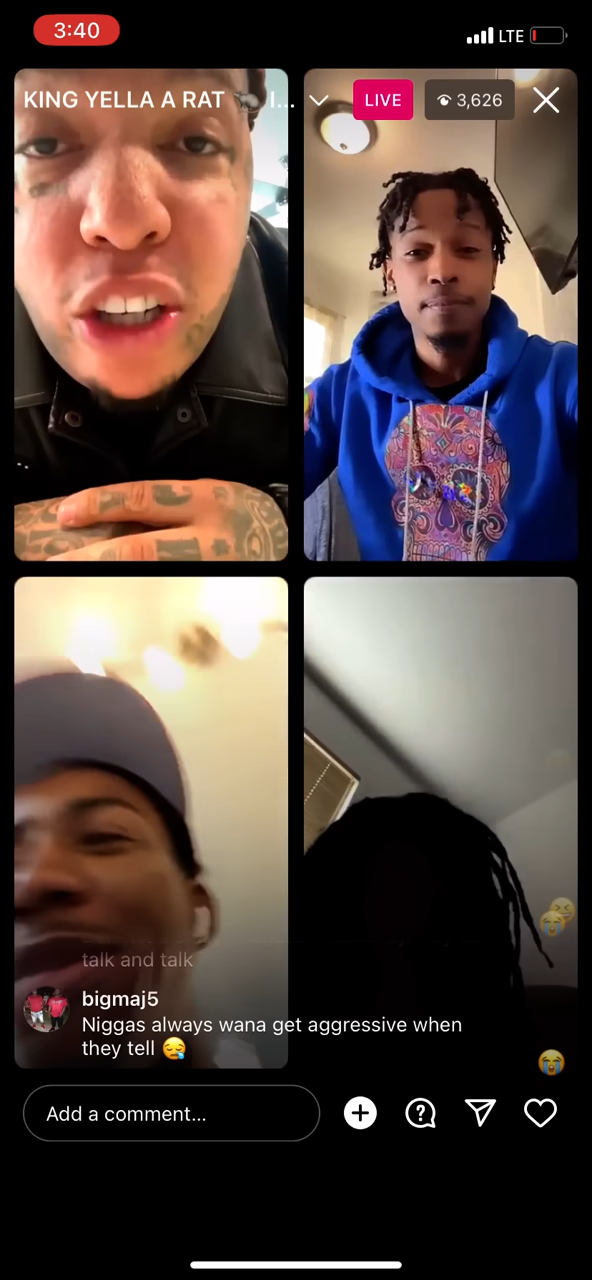 3:40
LTE
KING YELLA A RAT 🐀 I...
LIVE
3,626
talk and talk
bigmaj5
Niggas always wana get aggressive when
they tell 😪
Add a comment...